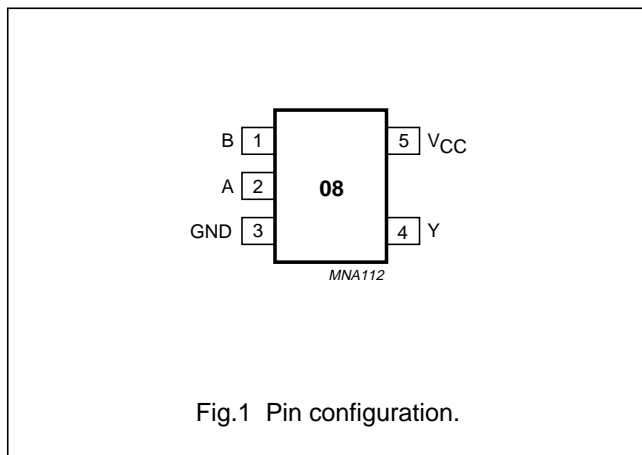 B 1
5 VCC
A 2
08
GND 3
4 Y
MNA112
Fig.1 Pin configuration.